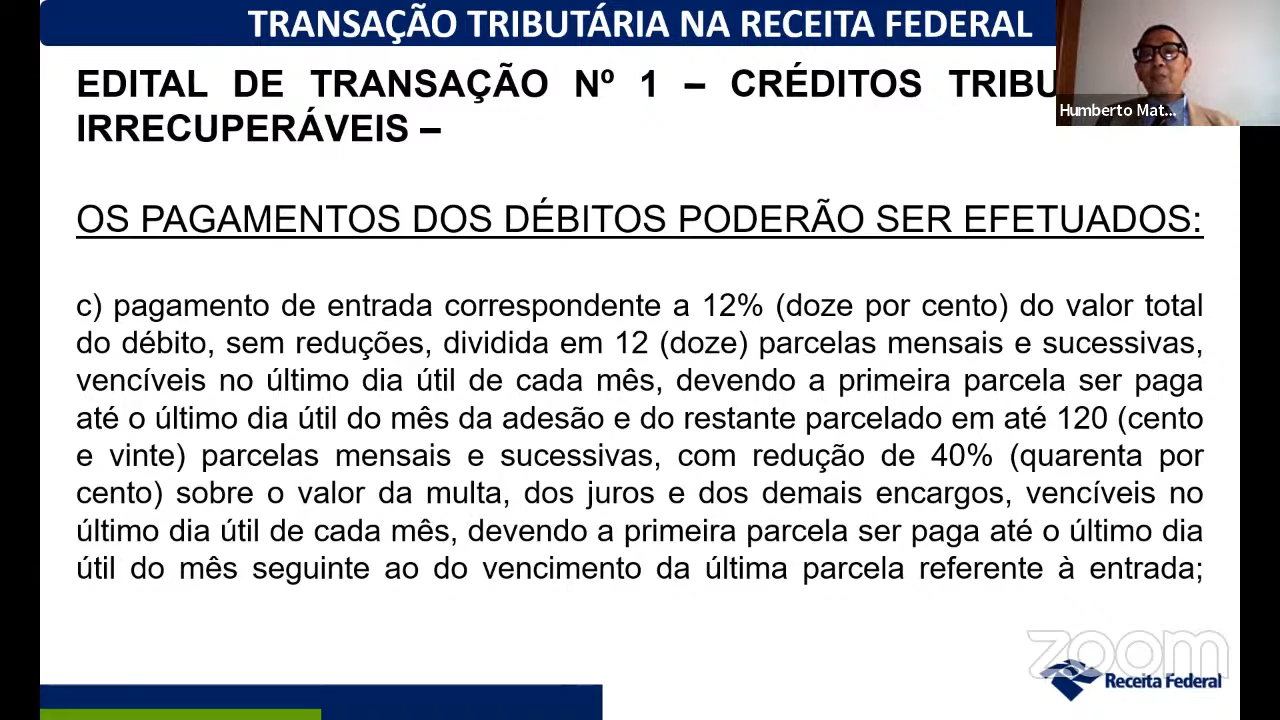 TRANSAÇÃO TRIBUTÁRIA NA RECEITA FEDERAL
EDITAL DE TRANSAÇÃO Nº 1 – CRÉDITOS TRIBU
IRRECUPERÁVEIS –
Humberto Mat...
OS PAGAMENTOS DOS DÉBITOS PODERÃO SER EFETUADOS:
c) pagamento de entrada correspondente a 12% (doze por cento) do valor total
do débito, sem reduções, dividida em 12 (doze) parcelas mensais e sucessivas,
vencíveis no último dia útil de cada mês, devendo a primeira parcela ser paga
até o último dia útil do mês da adesão e do restante parcelado em até 120 (cento
e vinte) parcelas mensais e sucessivas, com redução de 40% (quarenta por
cento) sobre o valor da multa, dos juros e dos demais encargos, vencíveis no
último dia útil de cada mês, devendo a primeira parcela ser paga até o último dia
útil do mês seguinte ao do vencimento da última parcela referente à entrada;
zoom
Receita Federal